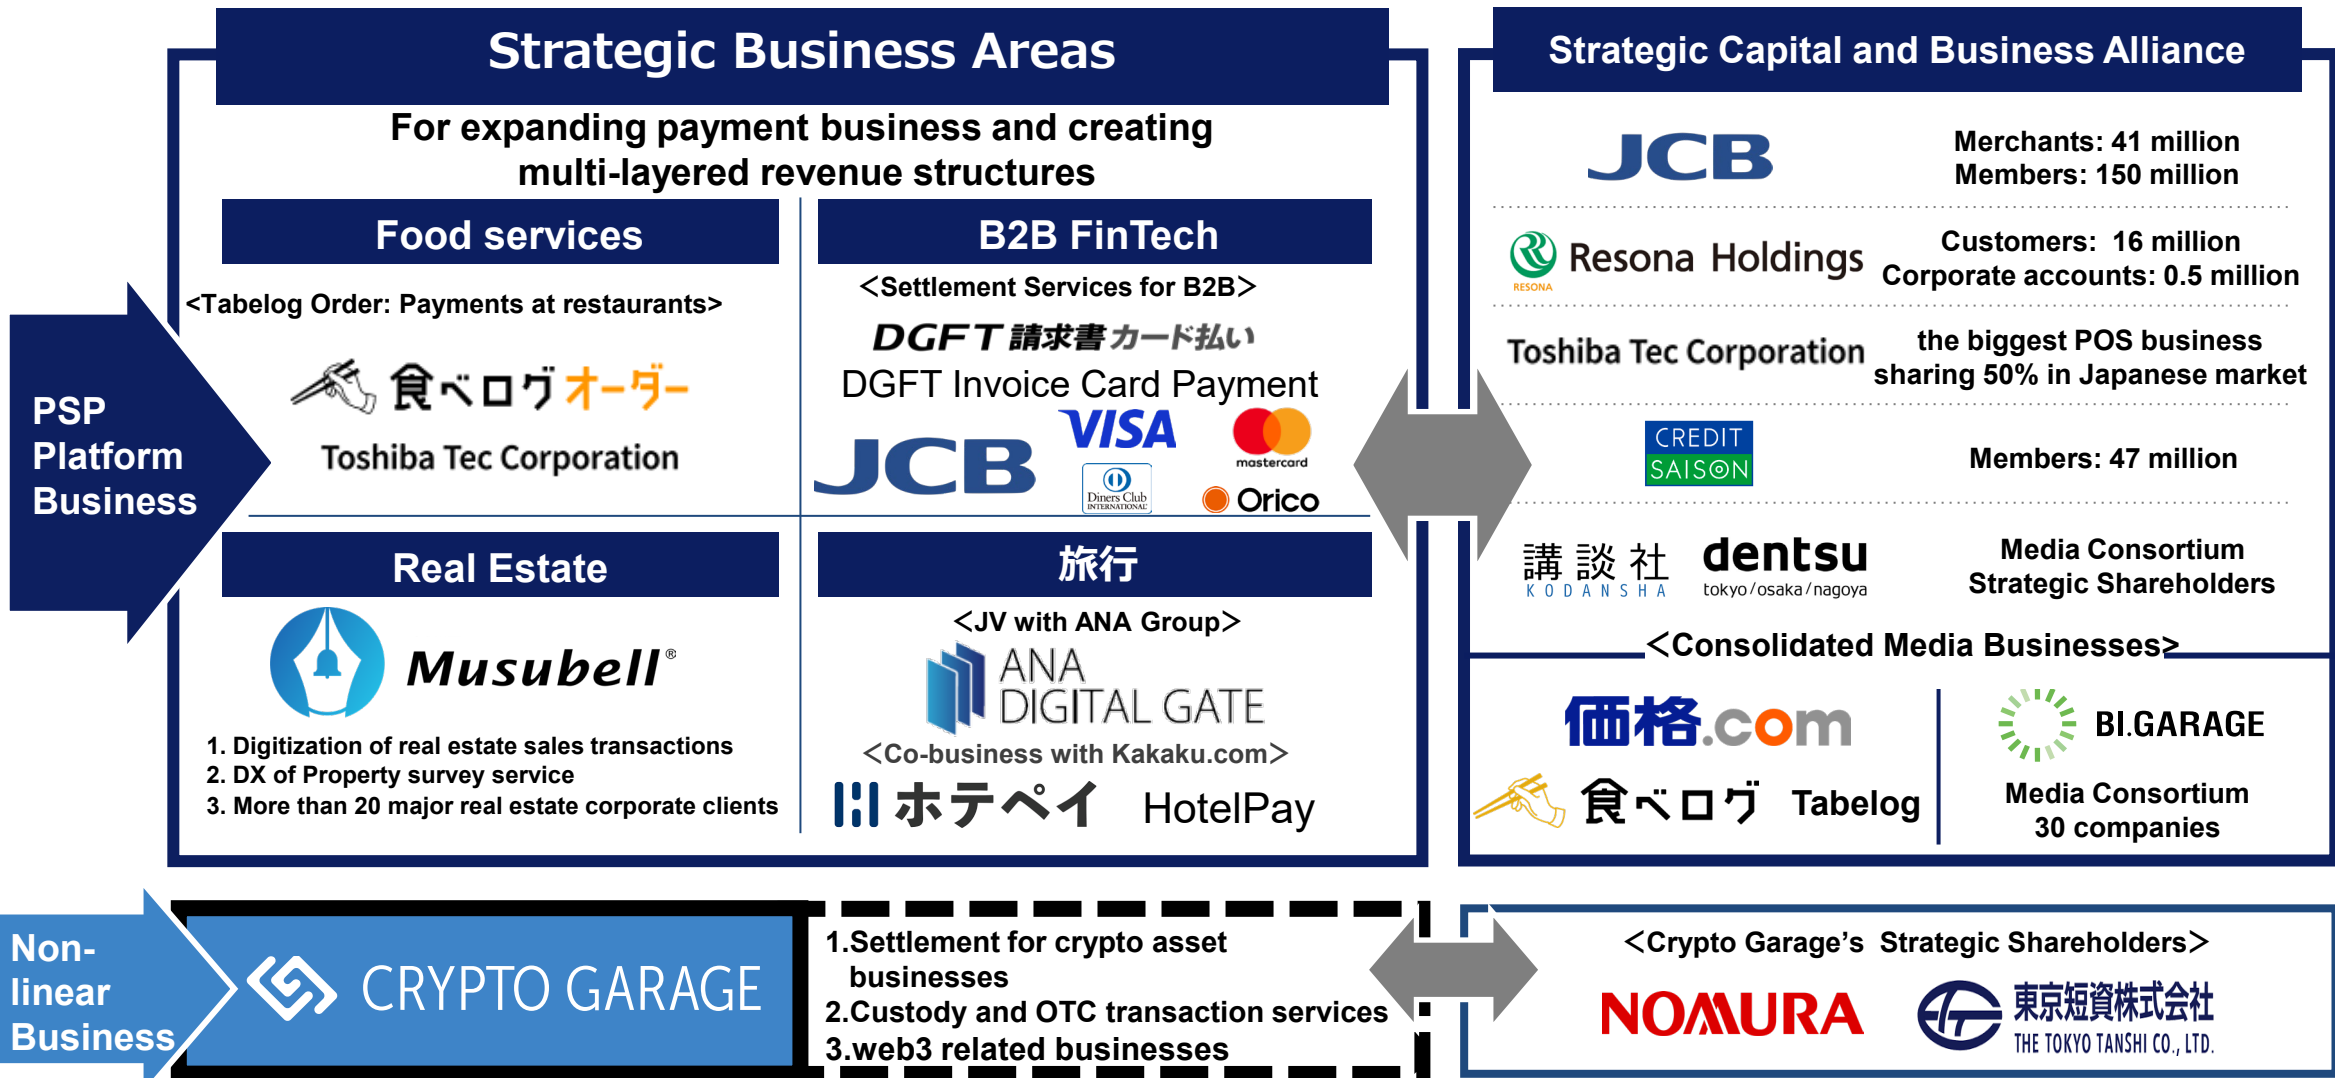 Strategic Business Areas
For expanding payment business and creating
multi-layered revenue structures
PSP
Platform
Business
Food services
<Tabelog Order: Payments at restaurants>
食べログオーダー
Toshiba Tec Corporation
B2B FinTech
＜Settlement Services for B2B＞
DGFT請求書カード払い
DGFT Invoice Card Payment
JCB
VISA
mastercard
Diners Club
INTERNATIONAL
Orico
Real Estate
Musubell®
1. Digitization of real estate sales transactions
2. DX of Property survey service
3. More than 20 major real estate corporate clients
旅行
＜JV with ANA Group＞
ANA
DIGITAL GATE
＜Co-business with Kakaku.com＞
ホテペイ HotelPay
Strategic Capital and Business Alliance
JCB
Merchants: 41 million
Members: 150 million
RESONA
Resona Holdings
Customers: 16 million
Corporate accounts: 0.5 million
Toshiba Tec Corporation
the biggest POS business
sharing 50% in Japanese market
CREDIT
SAISON
Members: 47 million
講談社
KODANSHA
dentsu
tokyo/osaka/nagoya
Media Consortium
Strategic Shareholders
＜Consolidated Media Businesses>
価格.com
食べログ Tabelog
BI.GARAGE
Media Consortium
30 companies
Non-
linear
Business
CRYPTO GARAGE
1.Settlement for crypto asset
businesses
2.Custody and OTC transaction services
3.web3 related businesses
＜Crypto Garage's Strategic Shareholders＞
NOMURA
東京短資株式会社
THE TOKYO TANSHI CO., LTD.